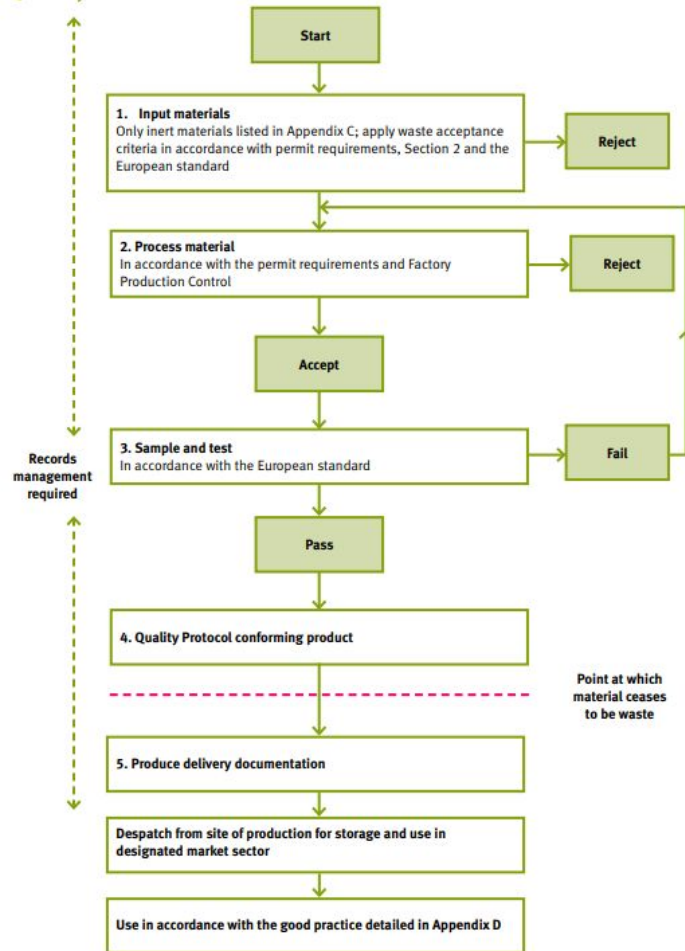 Start
1. Input materials
Only inert materials listed in Appendix C; apply waste acceptance
criteria in accordance with permit requirements, Section 2 and the
European standard
Reject
2. Process material
In accordance with the permit requirements and Factory
Production Control
Reject
Accept
3. Sample and test
In accordance with the European standard
Fail
Records
management
required
Pass
4. Quality Protocol conforming product
Point at which
material ceases
to be waste
5. Produce delivery documentation
Despatch from site of production for storage and use in
designated market sector
Use in accordance with the good practice detailed in Appendix D